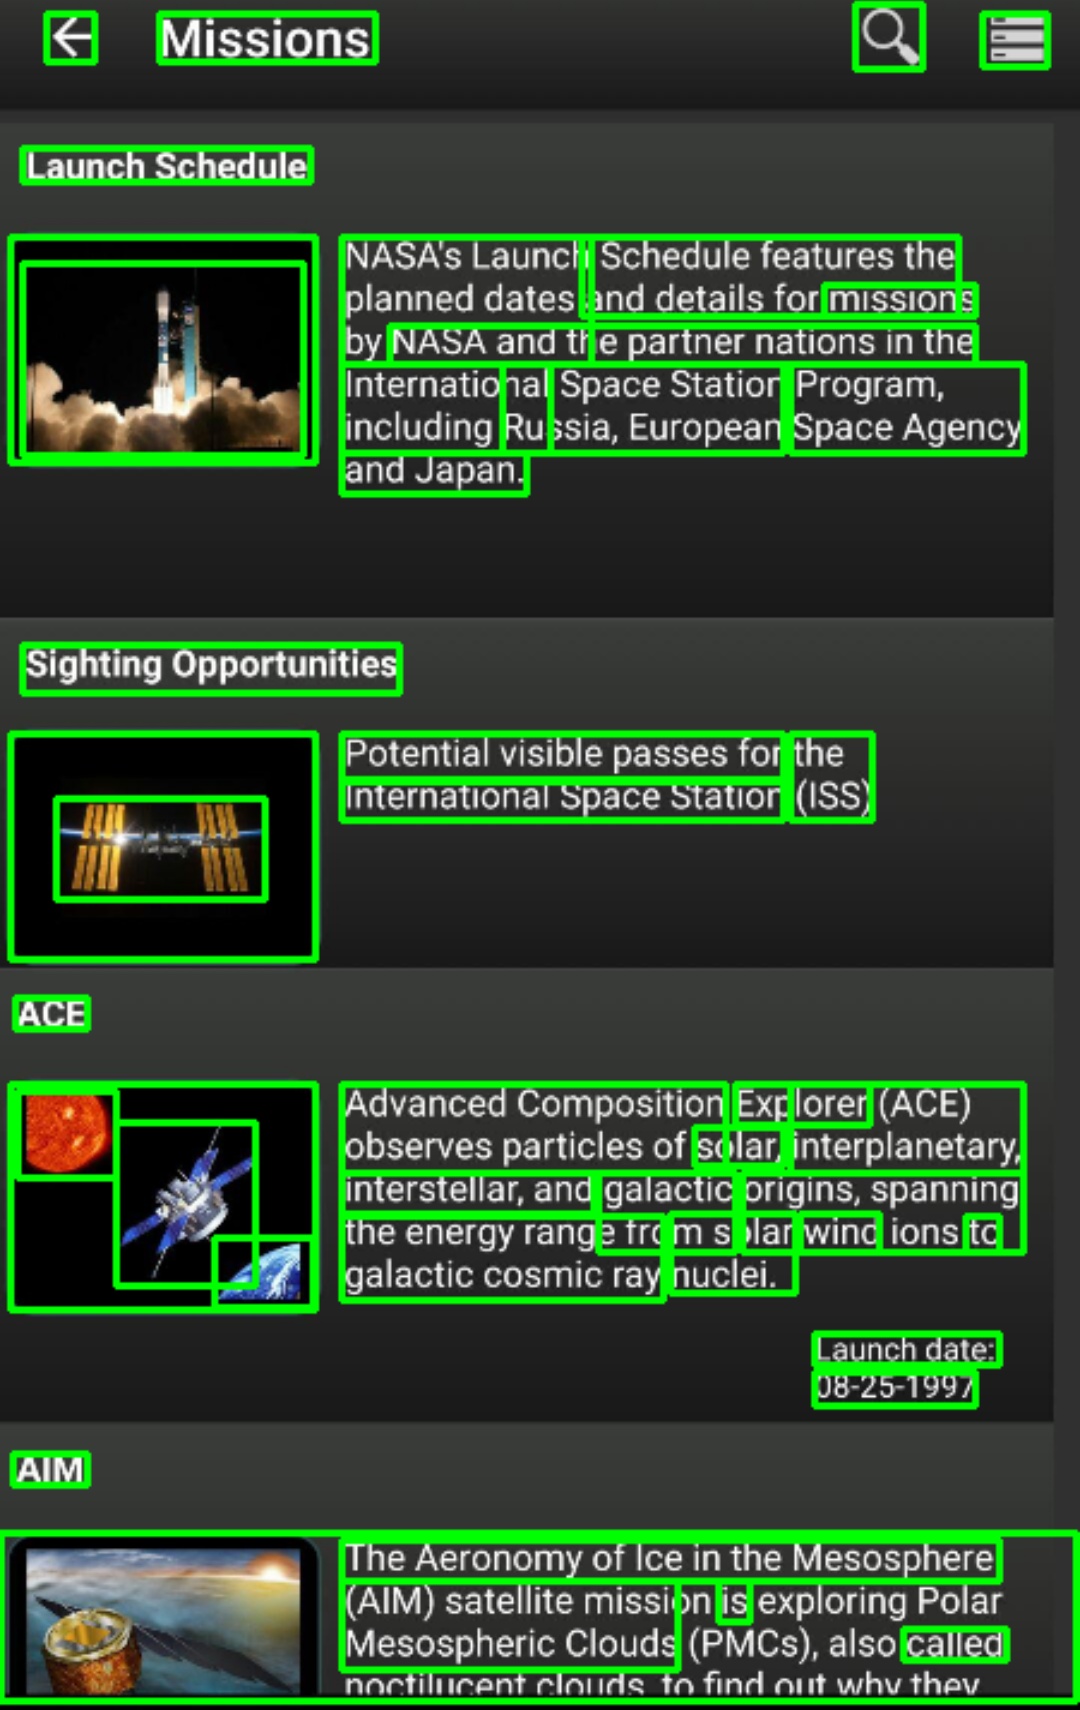 Missions
Launch Schedule
NASA's Launch Schedule features the
planned dates and details for missions
by NASA and the partner nations in the
International Space Station Program,
including Russia, European Space Agency
and Japan.
Sighting Opportunities
Potential visible passes for the
International Space Station (ISS)
ACE
Advanced Composition Explorer (ACE)
observes particles of solar, interplanetary,
interstellar, and galactic origins, spanning
the energy range from solar wind ions to
galactic cosmic ray nuclei.
Launch date:
08-25-1997
AIM
The Aeronomy of Ice in the Mesosphere
(AIM) satellite mission is exploring Polar
Mesospheric Clouds (PMCs), also called
noctilucent clouds, to find out why they